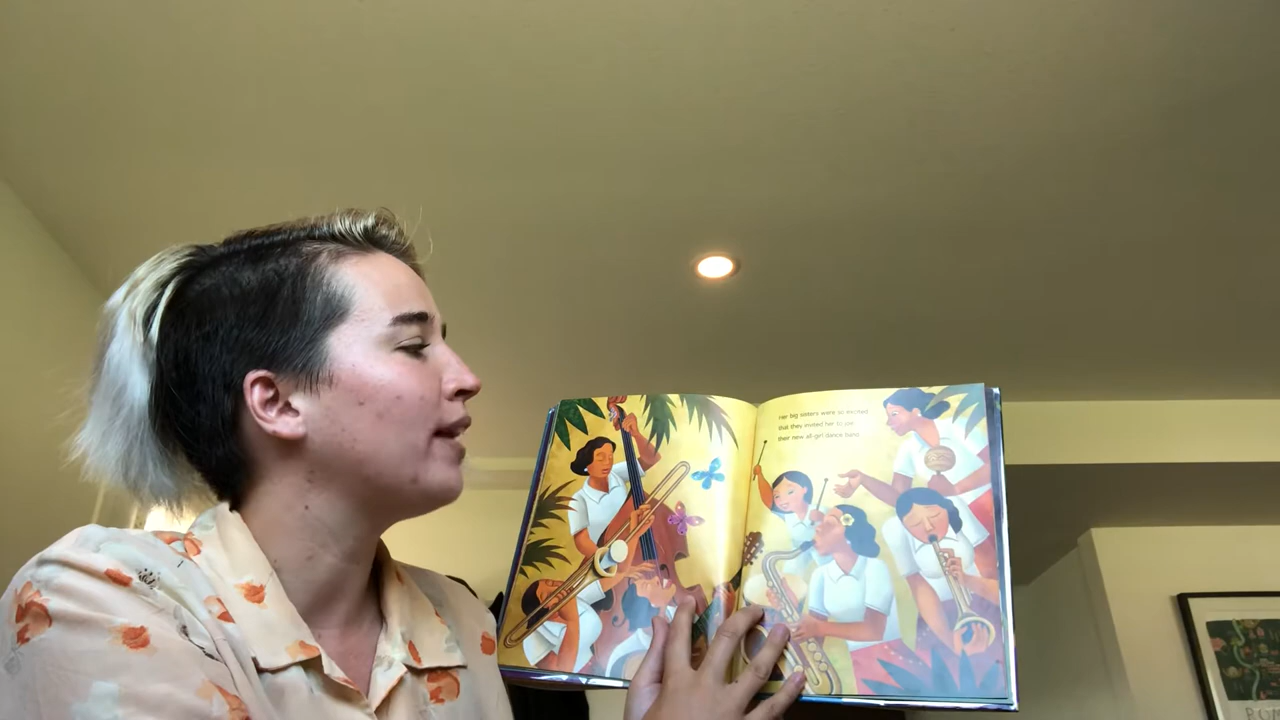 Her big sisters were so excited
that they invited her to join
their new all-girl dance band